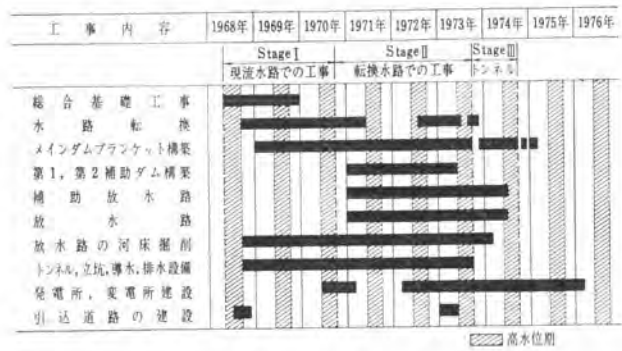 工事内容 1968年 1969年 1970年 1971年 1972年 1973年 1974年 1975年 1976年
StageⅠ StageⅡ StageⅢ
現流水路での工事 転換水路での工事 トンネル
総合基礎工事
水路転換
メインダムブランケット構築
第1,第2補助ダム構築
補助放水路
放水路
放水路の河床掘削
トンネル,立坑,導水,排水設備
発電所,変電所建設
引込道路の建設
高水位期